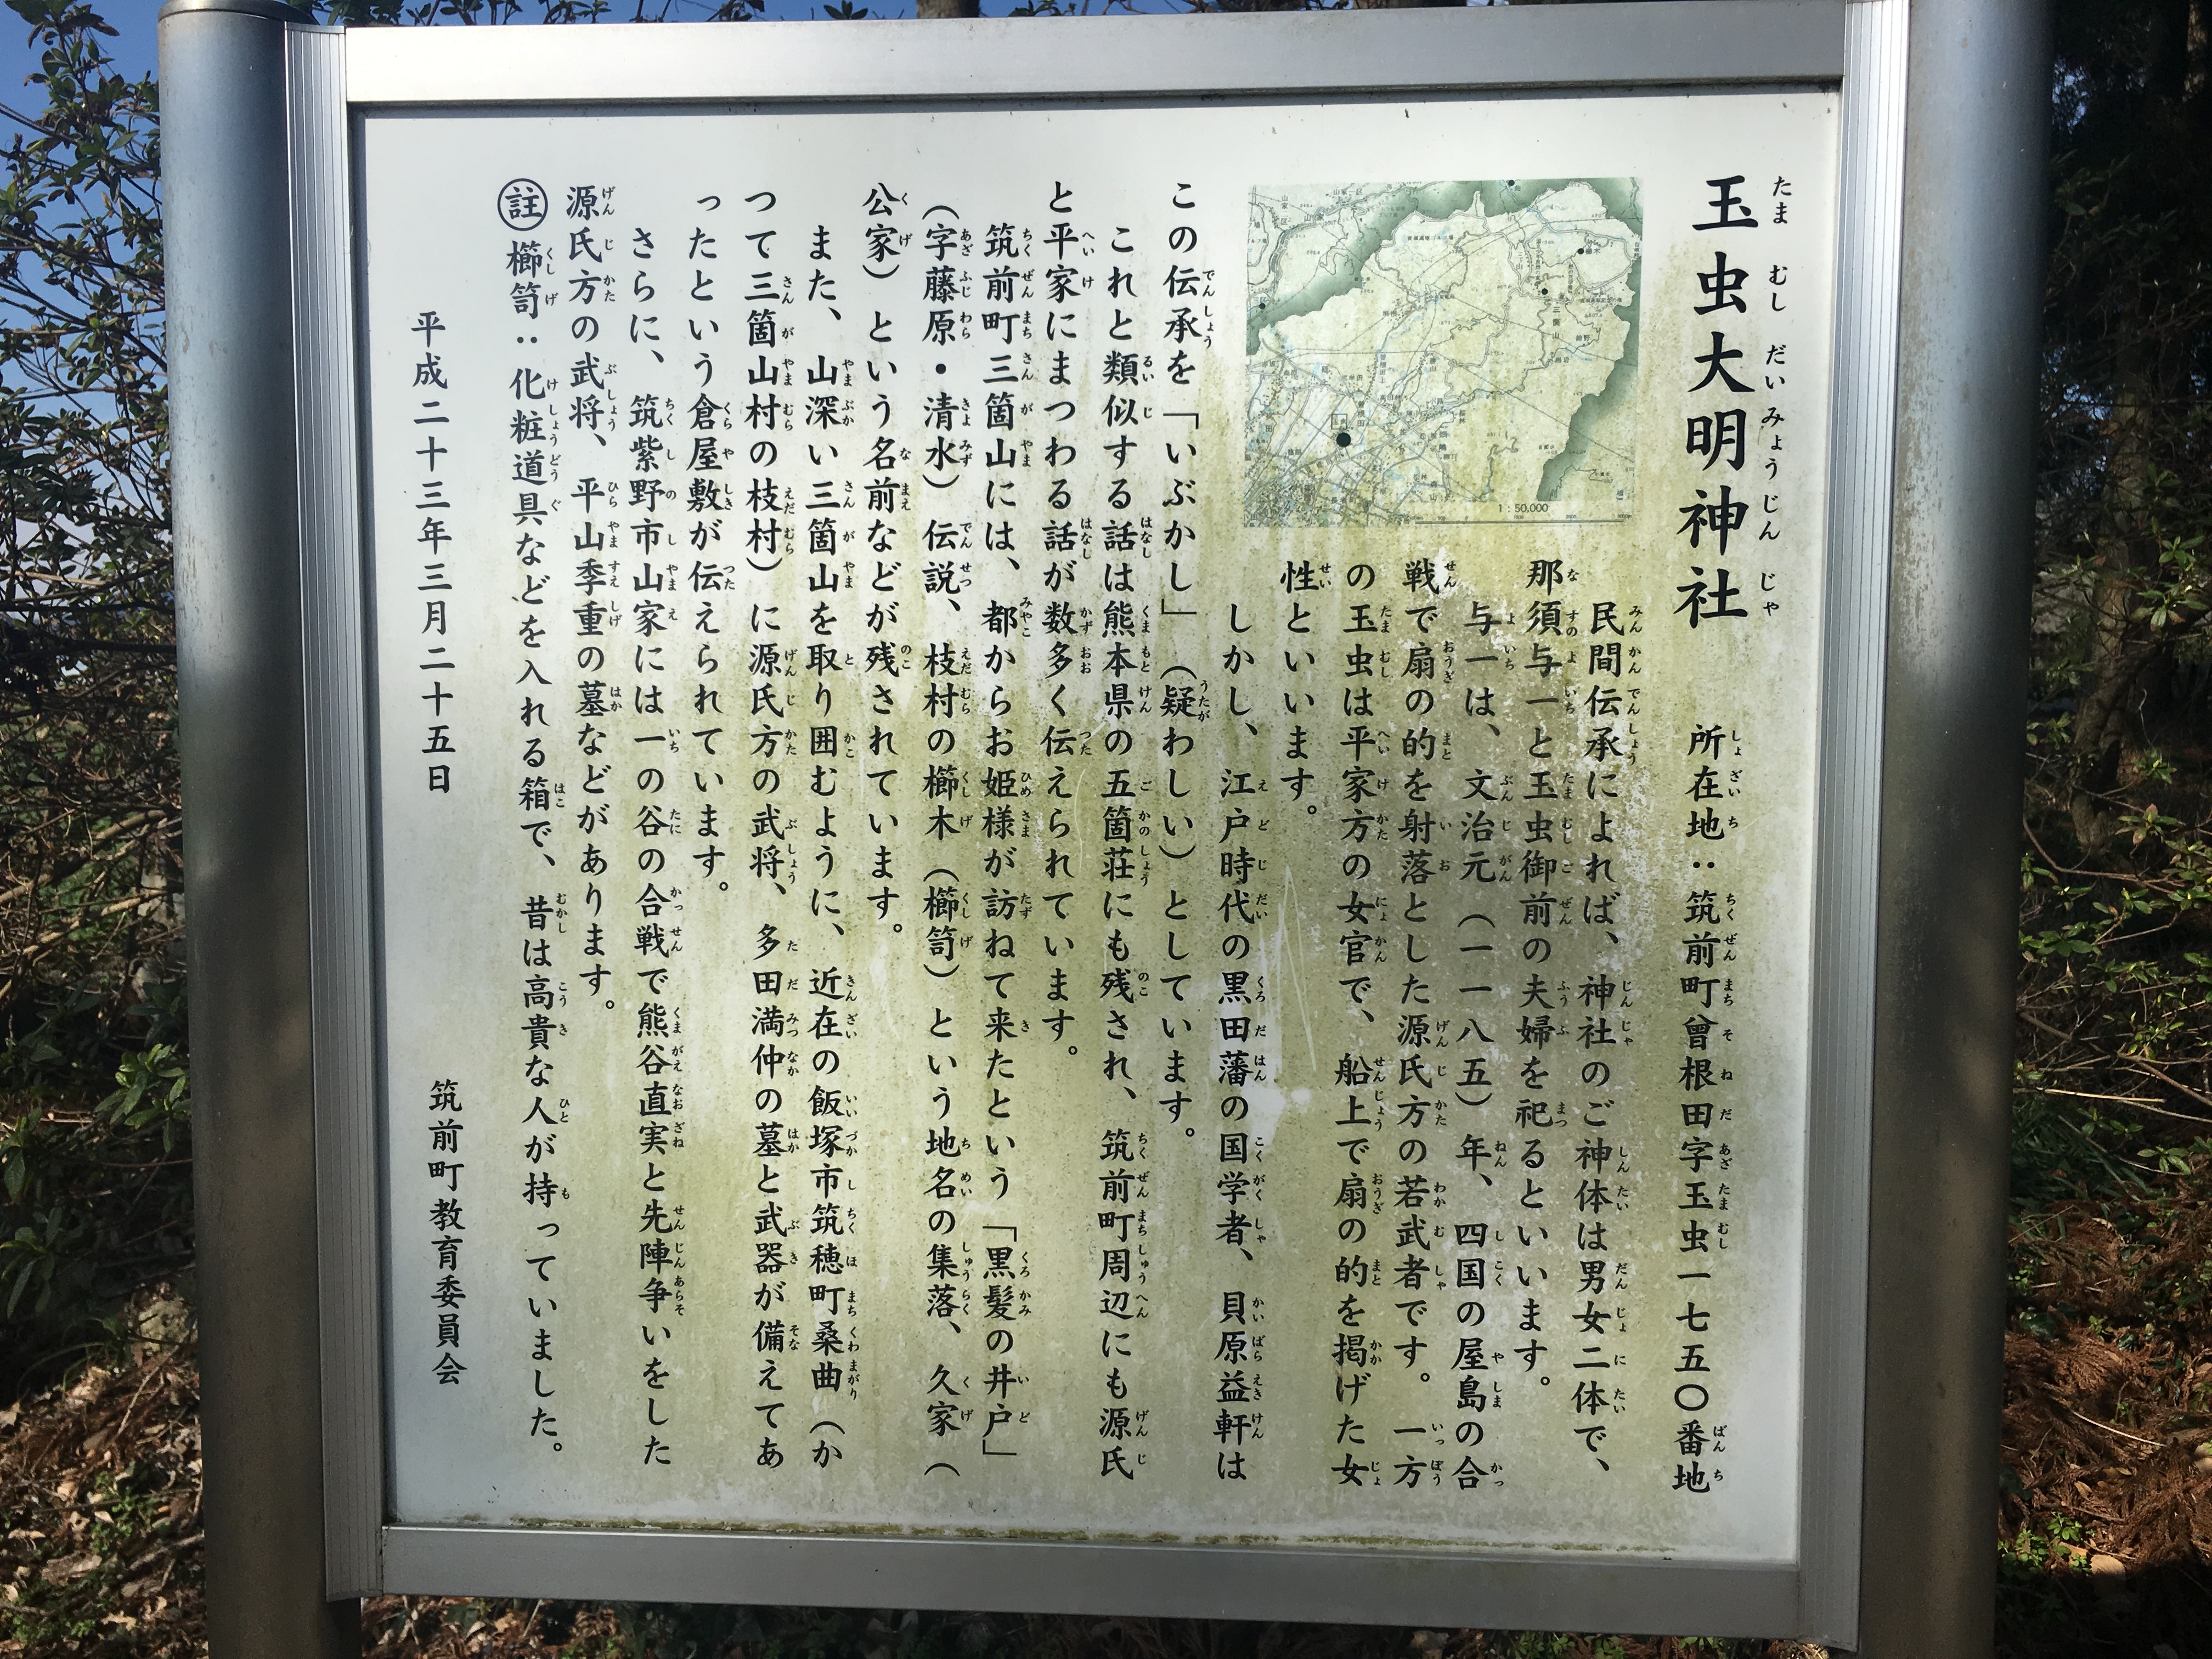 玉虫大明神社　所在地：筑前町曾根田字玉虫一七五〇番地
民間伝承によれば、神社のご神体は男女二体で、
那須与一と玉虫御前の夫婦を祀るといいます。
与一は、文治元（一一八五）年、四国の屋島の合
戦で扇の的を射落とした源氏方の若武者です。一方
の玉虫は平家方の女官で、船上で扇の的を掲げた女
性といいます。
しかし、江戸時代の黒田藩の国学者、貝原益軒は
この伝承を「いぶかし」（疑わしい）としています。
これと類似する話は熊本県の五箇荘にも残され、筑前町周辺にも源氏
と平家にまつわる話が数多く伝えられています。
筑前町三箇山には、都からお姫様が訪ねて来たという「黒髪の井戸」
（字藤原・清水）伝説、枝村の櫛木（櫛笥）という地名の集落、久家（
公家）という名前などが残されています。
また、山深い三箇山を取り囲むように、近在の飯塚市筑穂町桑曲（か
つて三箇山村の枝村）に源氏方の武将、多田満仲の墓と武器が備えてあ
ったという倉屋敷が伝えられています。
さらに、筑紫野市山家には一の谷の合戦で熊谷直実と先陣争いをした
源氏方の武将、平山季重の墓などがあります。
註 櫛笥：化粧道具などを入れる箱で、昔は高貴な人が持っていました。
平成二十三年三月二十五日　筑前町教育委員会
1：50,000